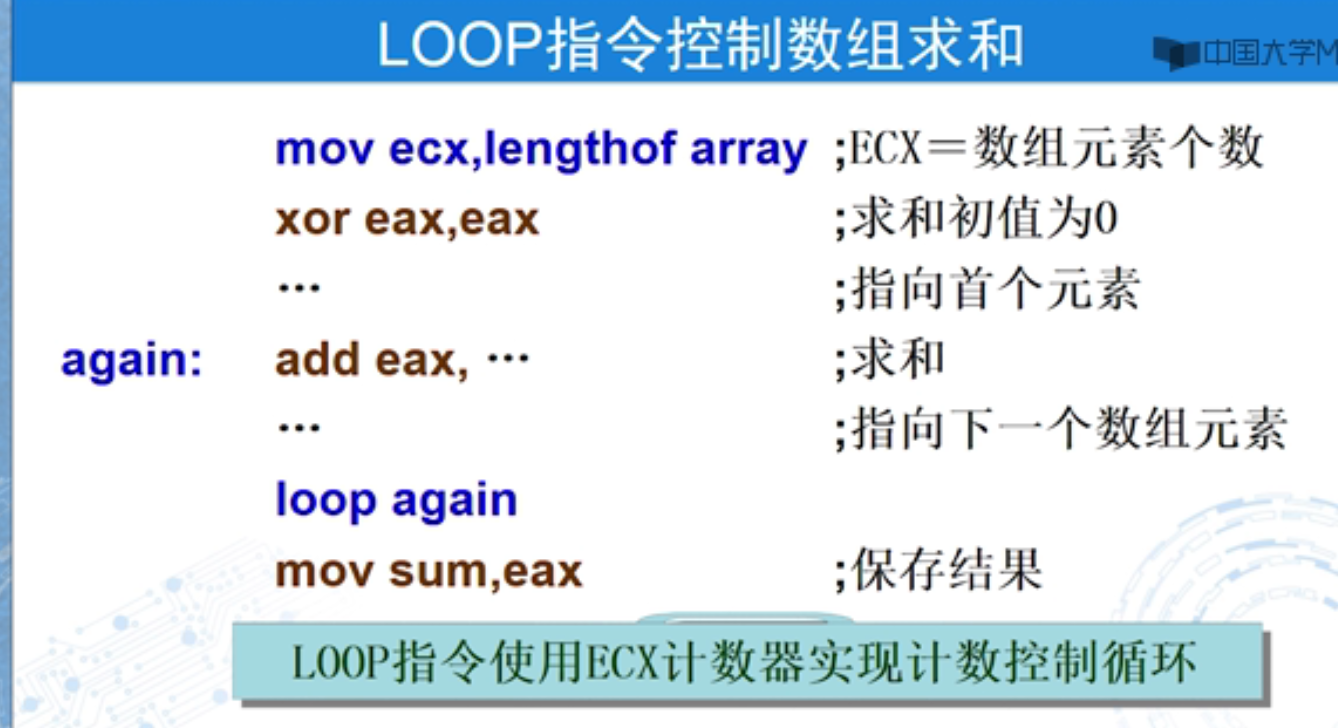 LOOP指令控制数组求和
中国大学M
mov ecx,lengthof array ;ECX＝数组元素个数
xor eax,eax ;求和初值为0
… ;指向首个元素
again: add eax, … ;求和
… ;指向下一个数组元素
loop again
mov sum,eax ;保存结果
LOOP指令使用ECX计数器实现计数控制循环